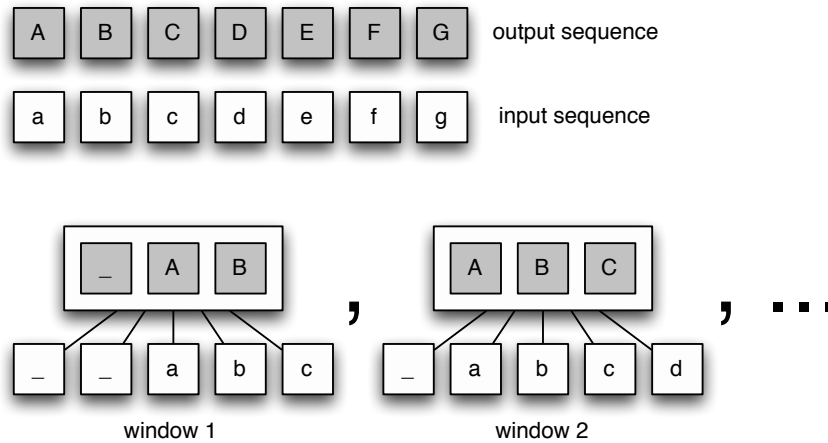 A B C D E F G output sequence
a b c d e f g input sequence
_ A B , A B C , ...
_ _ a b c _ a b c d
window 1 window 2